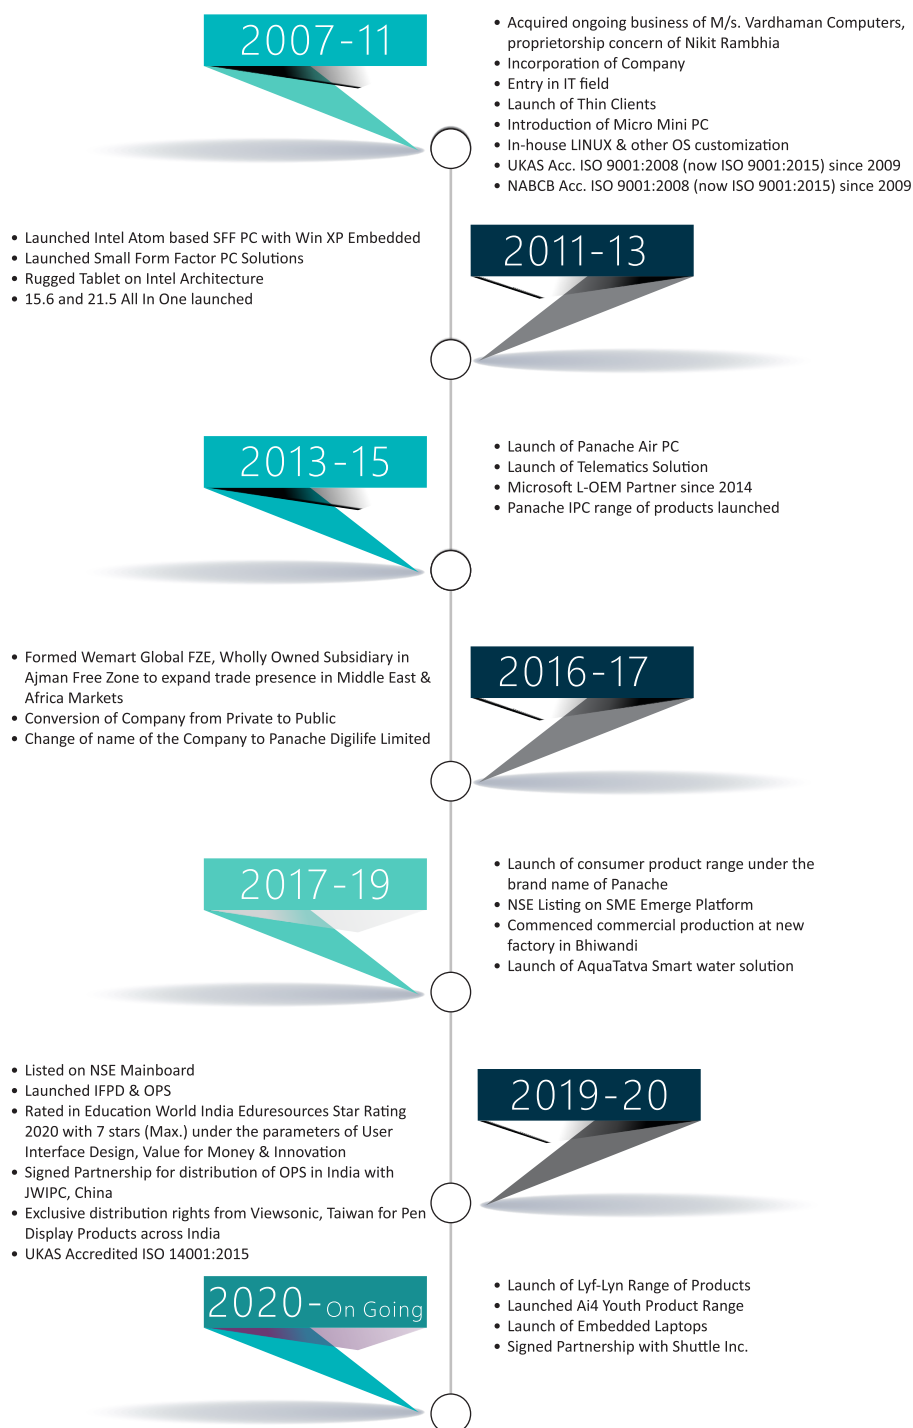 2007-11
• Acquired ongoing business of M/s. Vardhaman Computers,
proprietorship concern of Nikit Rambhia
• Incorporation of Company
• Entry in IT field
• Launch of Thin Clients
• Introduction of Micro Mini PC
• In-house LINUX & other OS customization
• UKAS Acc. ISO 9001:2008 (now ISO 9001:2015) since 2009
• NABCB Acc. ISO 9001:2008 (now ISO 9001:2015) since 2009
2011-13
• Launched Intel Atom based SFF PC with Win XP Embedded
• Launched Small Form Factor PC Solutions
• Rugged Tablet on Intel Architecture
• 15.6 and 21.5 All In One launched
2013-15
• Launch of Panache Air PC
• Launch of Telematics Solution
• Microsoft L-OEM Partner since 2014
• Panache IPC range of products launched
2016-17
• Formed Wemart Global FZE, Wholly Owned Subsidiary in
Ajman Free Zone to expand trade presence in Middle East &
Africa Markets
• Conversion of Company from Private to Public
• Change of name of the Company to Panache Digilife Limited
2017-19
• Launch of consumer product range under the
brand name of Panache
• NSE Listing on SME Emerge Platform
• Commenced commercial production at new
factory in Bhiwandi
• Launch of AquaTatva Smart water solution
2019-20
• Listed on NSE Mainboard
• Launched IFPD & OPS
• Rated in Education World India Eduresources Star Rating
2020 with 7 stars (Max.) under the parameters of User
Interface Design, Value for Money & Innovation
• Signed Partnership for distribution of OPS in India with
JWIPC, China
• Exclusive distribution rights from Viewsonic, Taiwan for Pen
Display Products across India
• UKAS Accredited ISO 14001:2015
2020-On Going
• Launch of Lyf-Lyn Range of Products
• Launched Ai4 Youth Product Range
• Launch of Embedded Laptops
• Signed Partnership with Shuttle Inc.